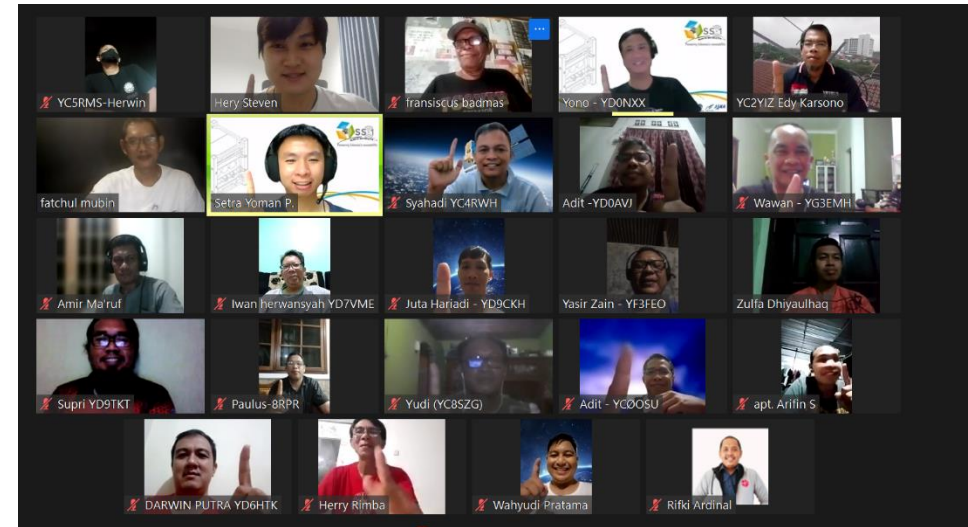 YC5RMS-Herwin
Hery Steven
fransiscus badmas
Yono - YD0NXX
YC2YIZ Edy Karsono
fatchul mubin
Setra Yoman P.
Syahadi YC4RWH
Adit -YD0AVJ
Wawan - YG3EMH
Amir Ma'ruf
Iwan herwansyah YD7VME
Juta Hariadi - YD9CKH
Yasir Zain - YF3FEO
Zulfa Dhiyaulhaq
Supri YD9TKT
Paulus-8RPR
Yudi (YC8SZG)
Adit - YCØOSU
apt. Arifin S
DARWIN PUTRA YD6HTK
Herry Rimba
Wahyudi Pratama
Rifki Ardinal